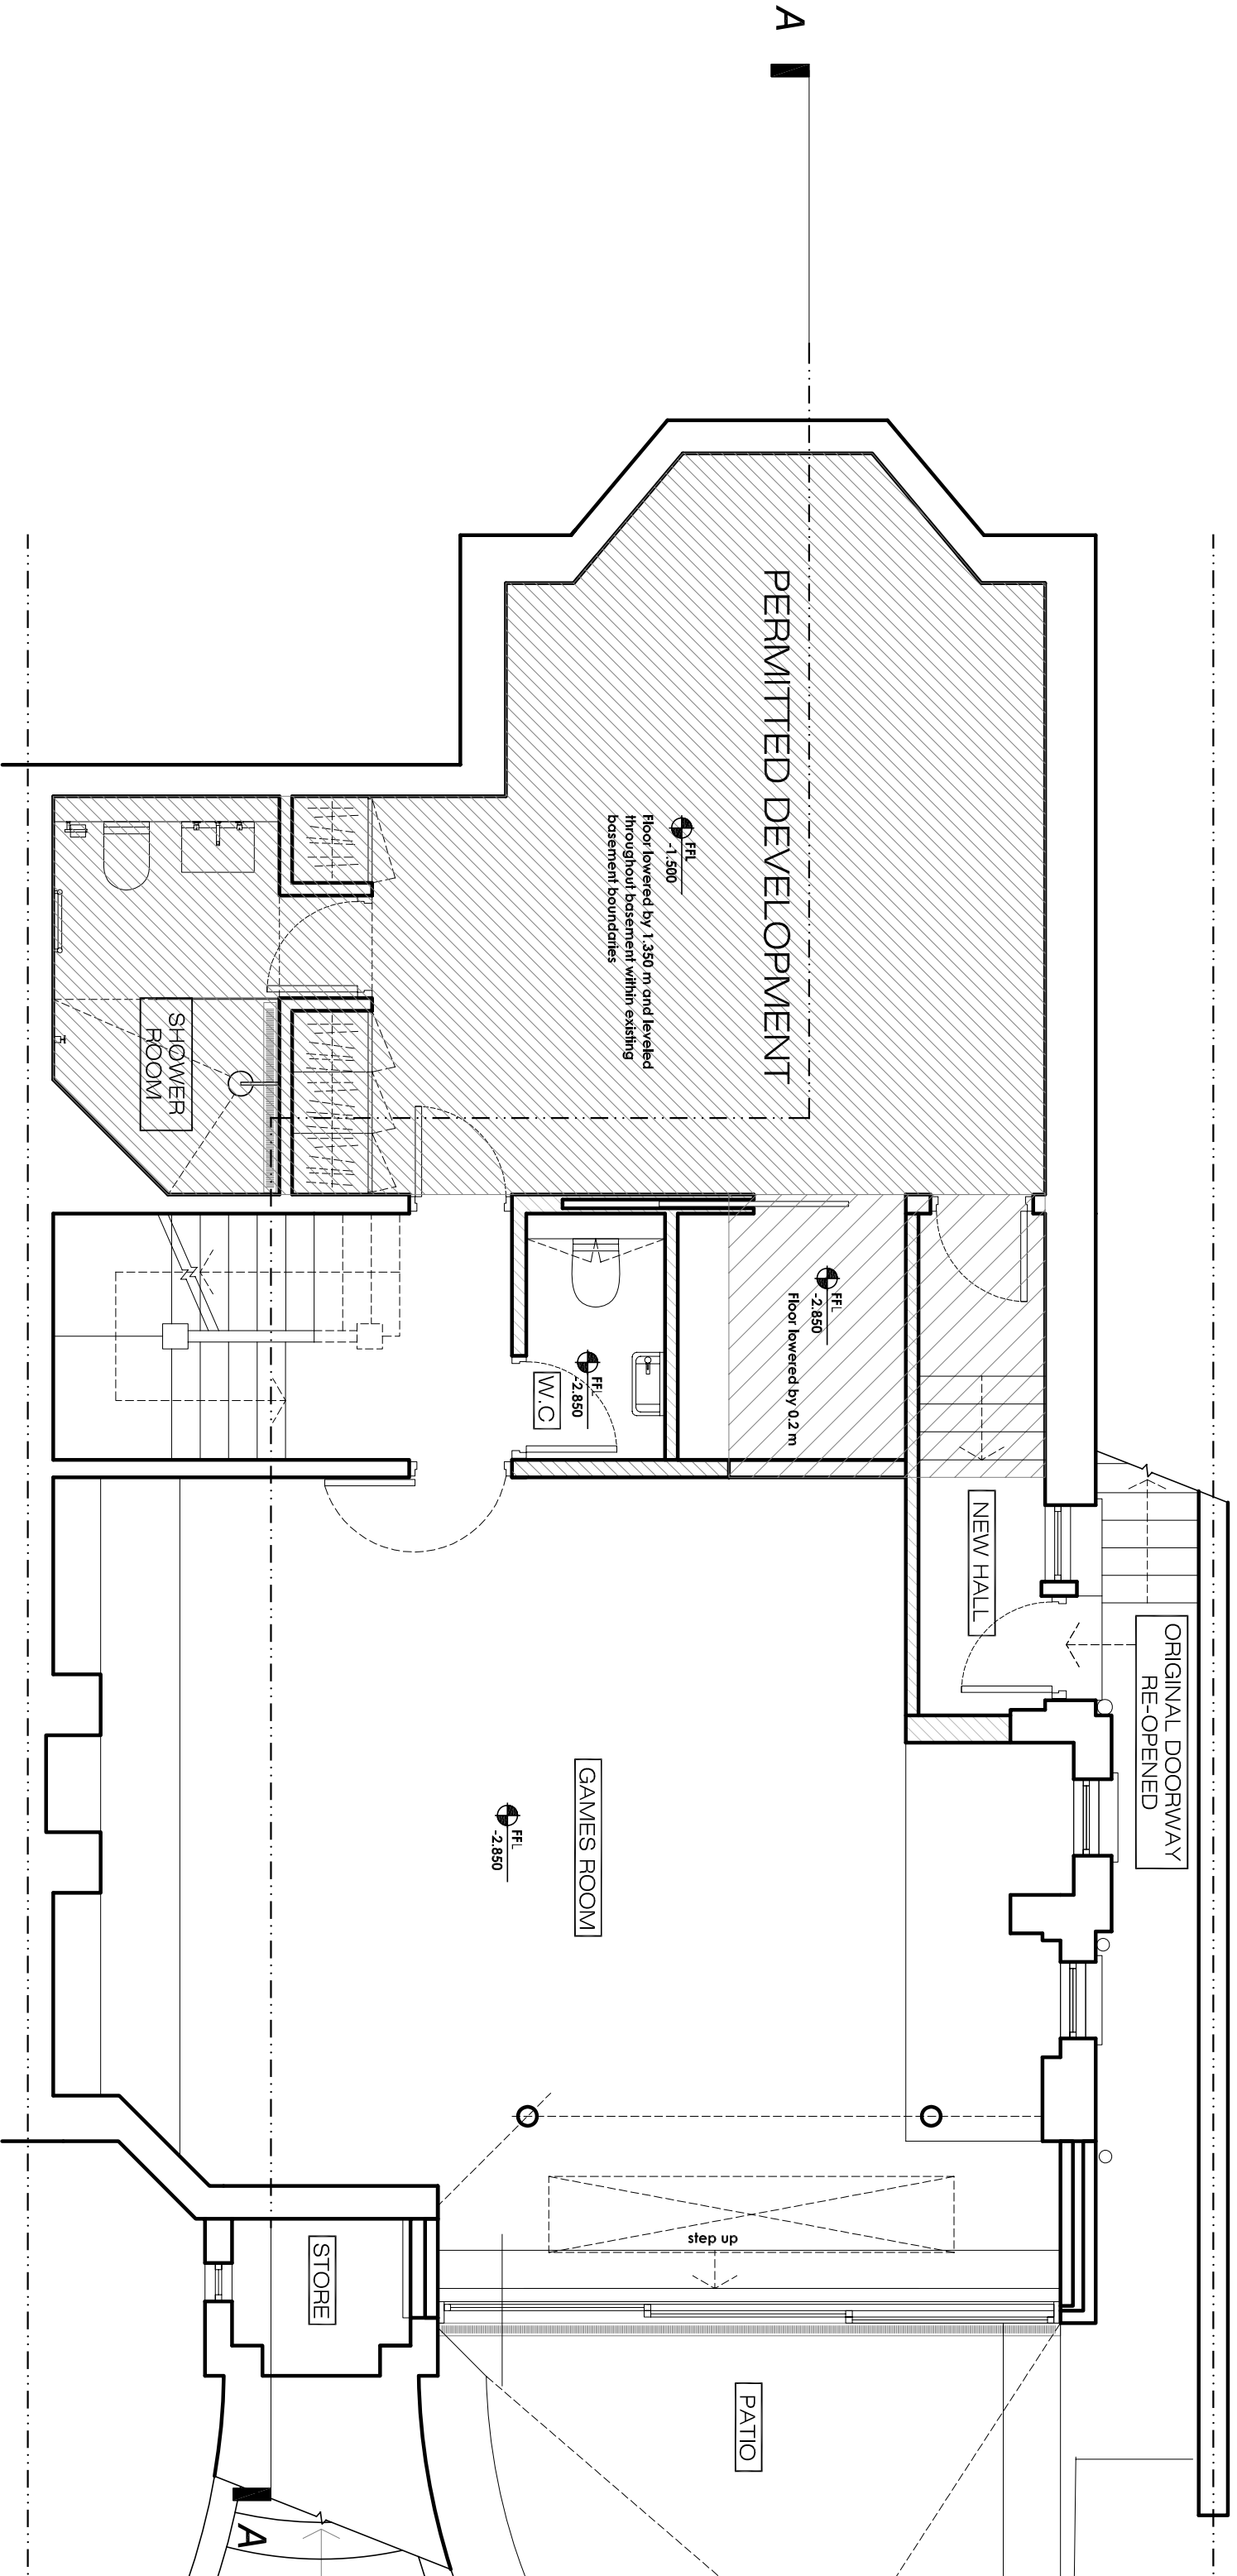 A
PERMITTED DEVELOPMENT
FFL
-1.500
Floor lowered by 1.350 m and leveled
throughout basement within existing
basement boundaries
SHOWER
ROOM
FFL
-2.850
Floor lowered by 0.2 m
FFL
-2.850
W.C
NEW HALL
ORIGINAL DOORWAY
RE-OPENED
GAMES ROOM
FFL
-2.850
step up
STORE
PATIO
A